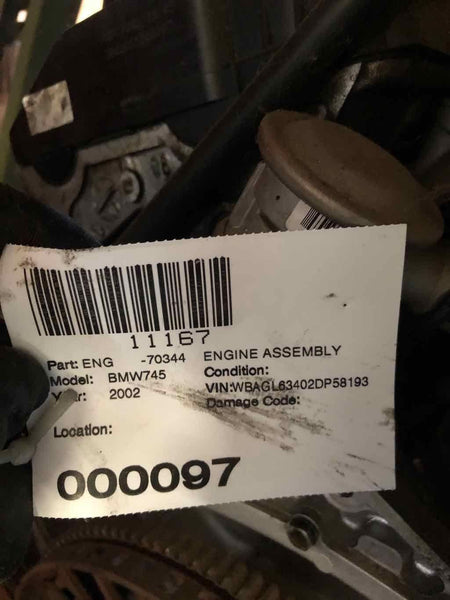 11167
Part: ENG -70344 ENGINE ASSEMBLY
Model: BMW745 Condition:
Year: 2002 VIN:WBAGL63402DP58193
Damage Code:
Location:
000097